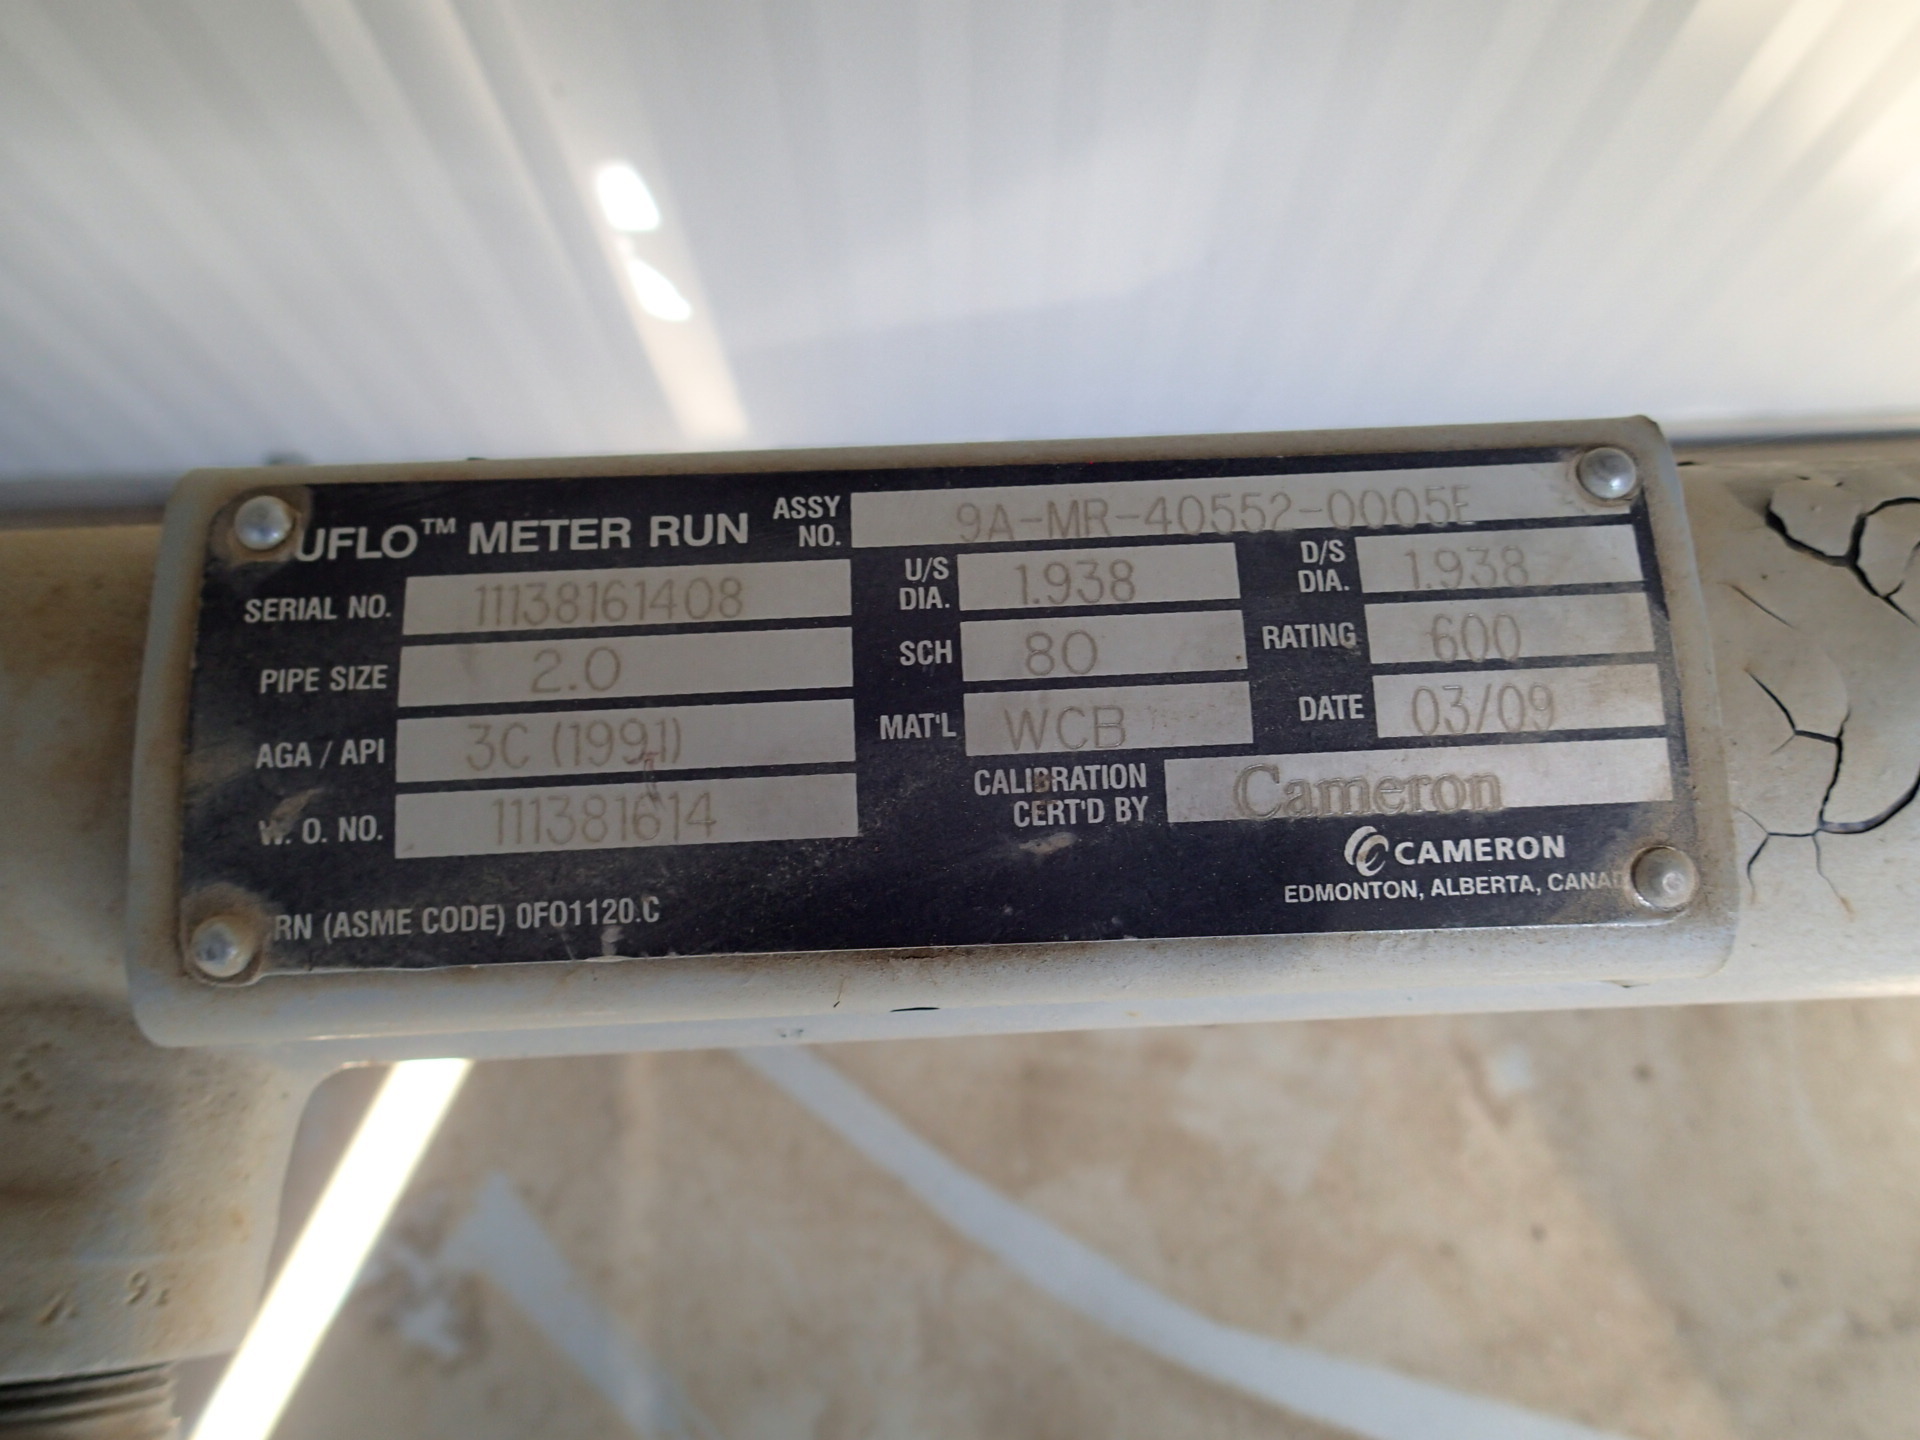 UFLO™ METER RUN ASSY NO. 9A-MR-40552-0005E
SERIAL NO. 11138161408 U/S DIA. 1.938 D/S DIA. 1.938
PIPE SIZE 2.0 SCH 80 RATING 600
AGA / API 3C (1991) MAT'L WCB DATE 03/09
W. O. NO. 111381614 CALIBRATION CERT'D BY Cameron
CAMERON
EDMONTON, ALBERTA, CANA
RN (ASME CODE) 0F01120.C